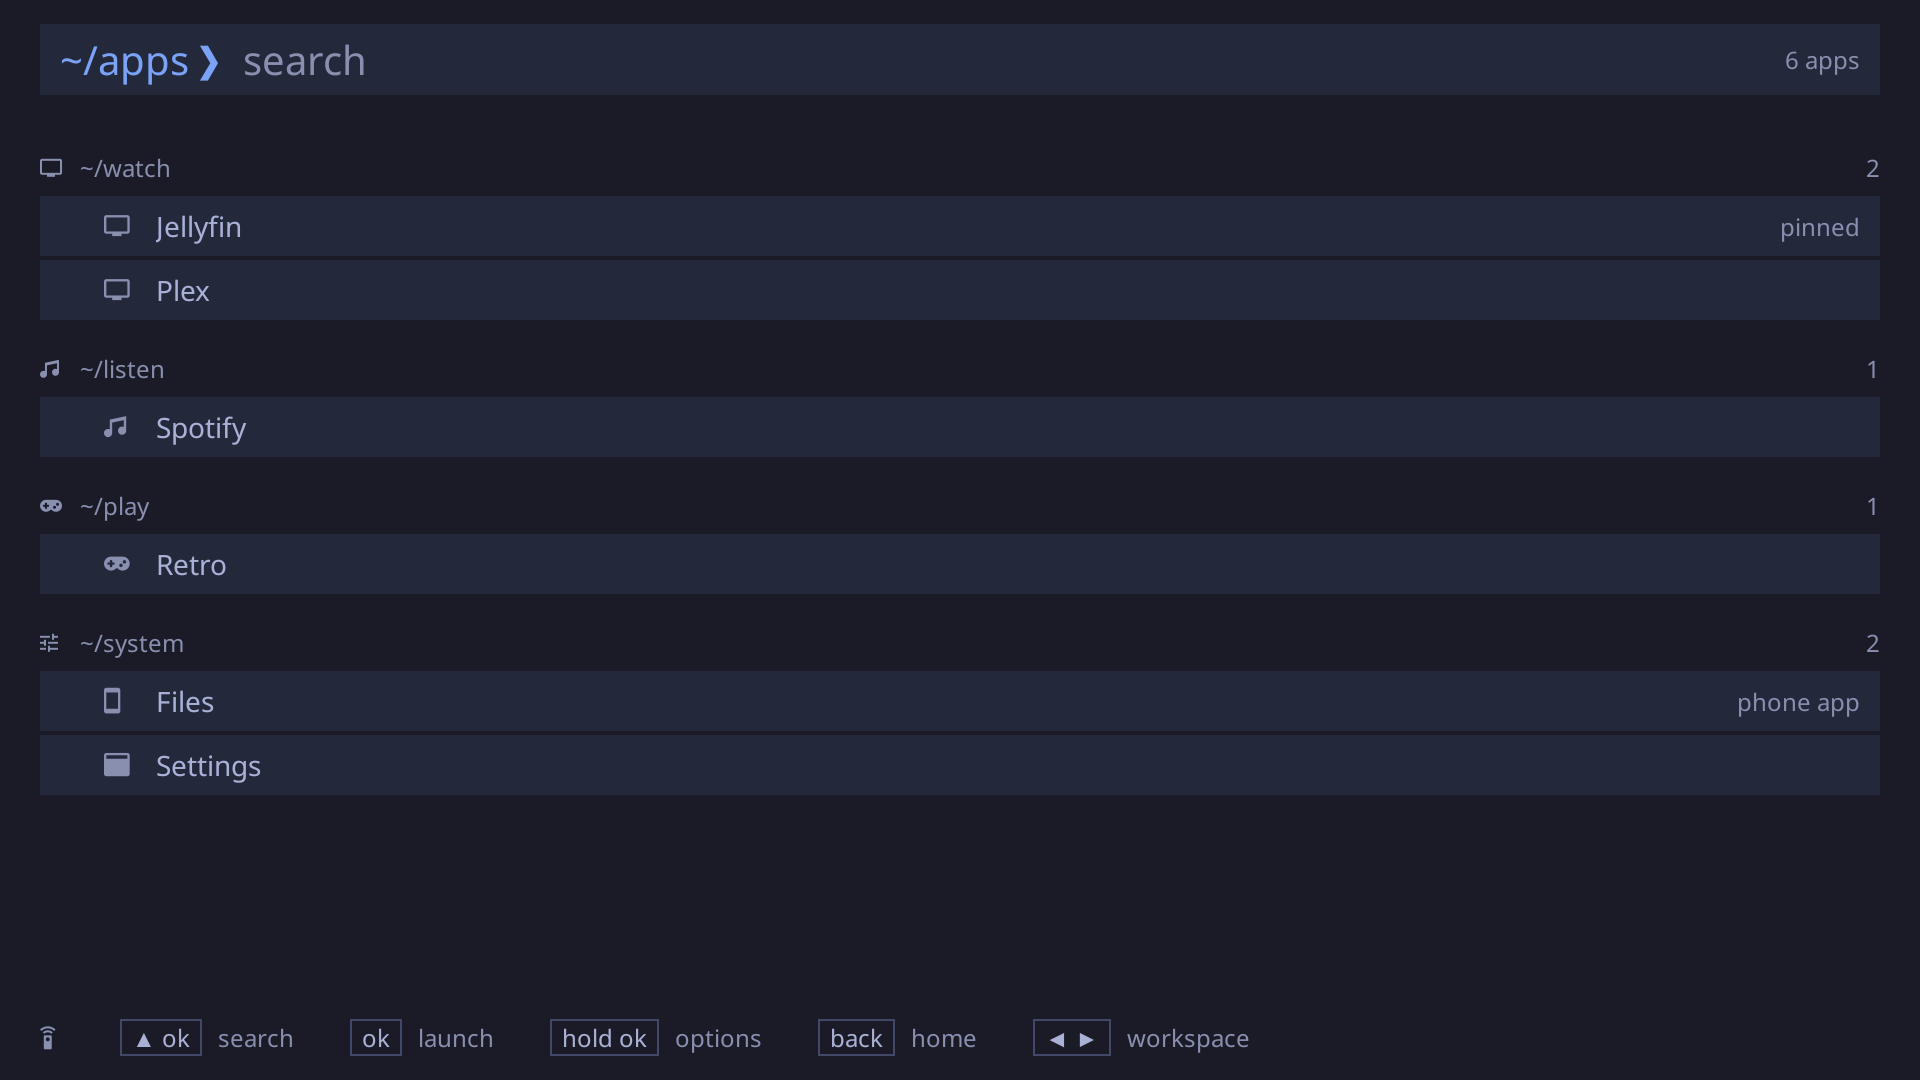 ~/apps❯ search 6 apps
~/watch 2
Jellyfin pinned
Plex
~/listen 1
Spotify
~/play 1
Retro
~/system 2
Files phone app
Settings
▲ ok search ok launch hold ok options back home ◀ ▶ workspace